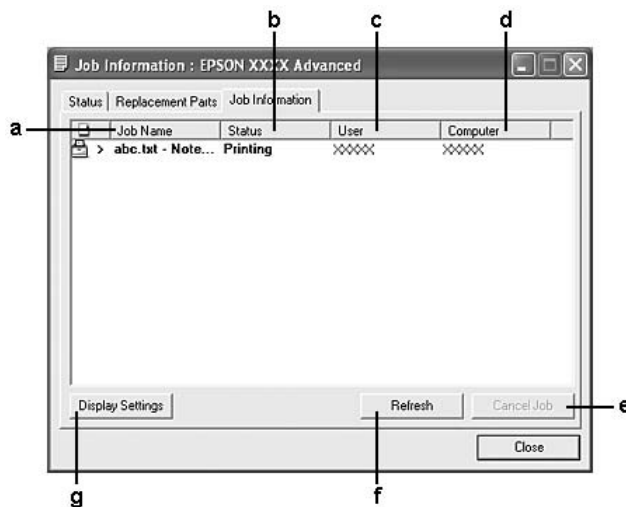 b c d
Job Information : EPSON XXXX Advanced
Status Replacement Parts Job Information
a Job Name Status User Computer
> abc.txt - Note... Printing XXXXX XXXXX
Display Settings Refresh Cancel Job e
Close
g f